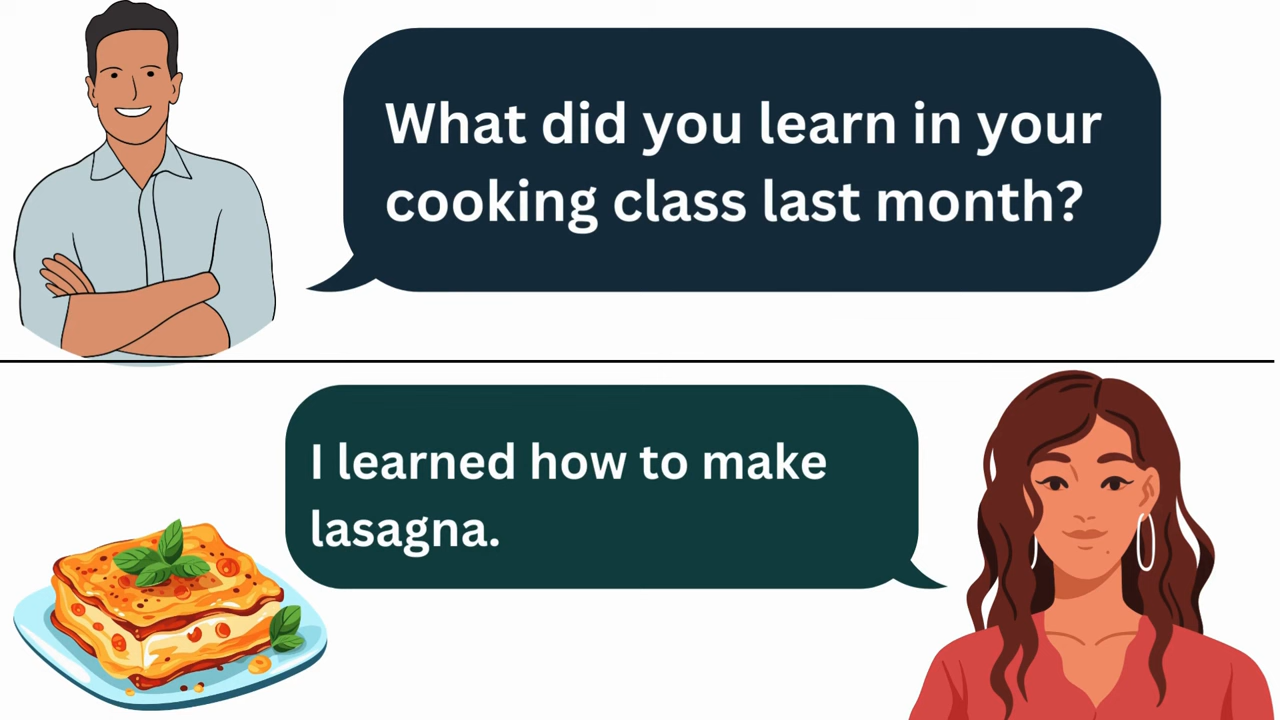 What did you learn in your
cooking class last month?
I learned how to make
lasagna.